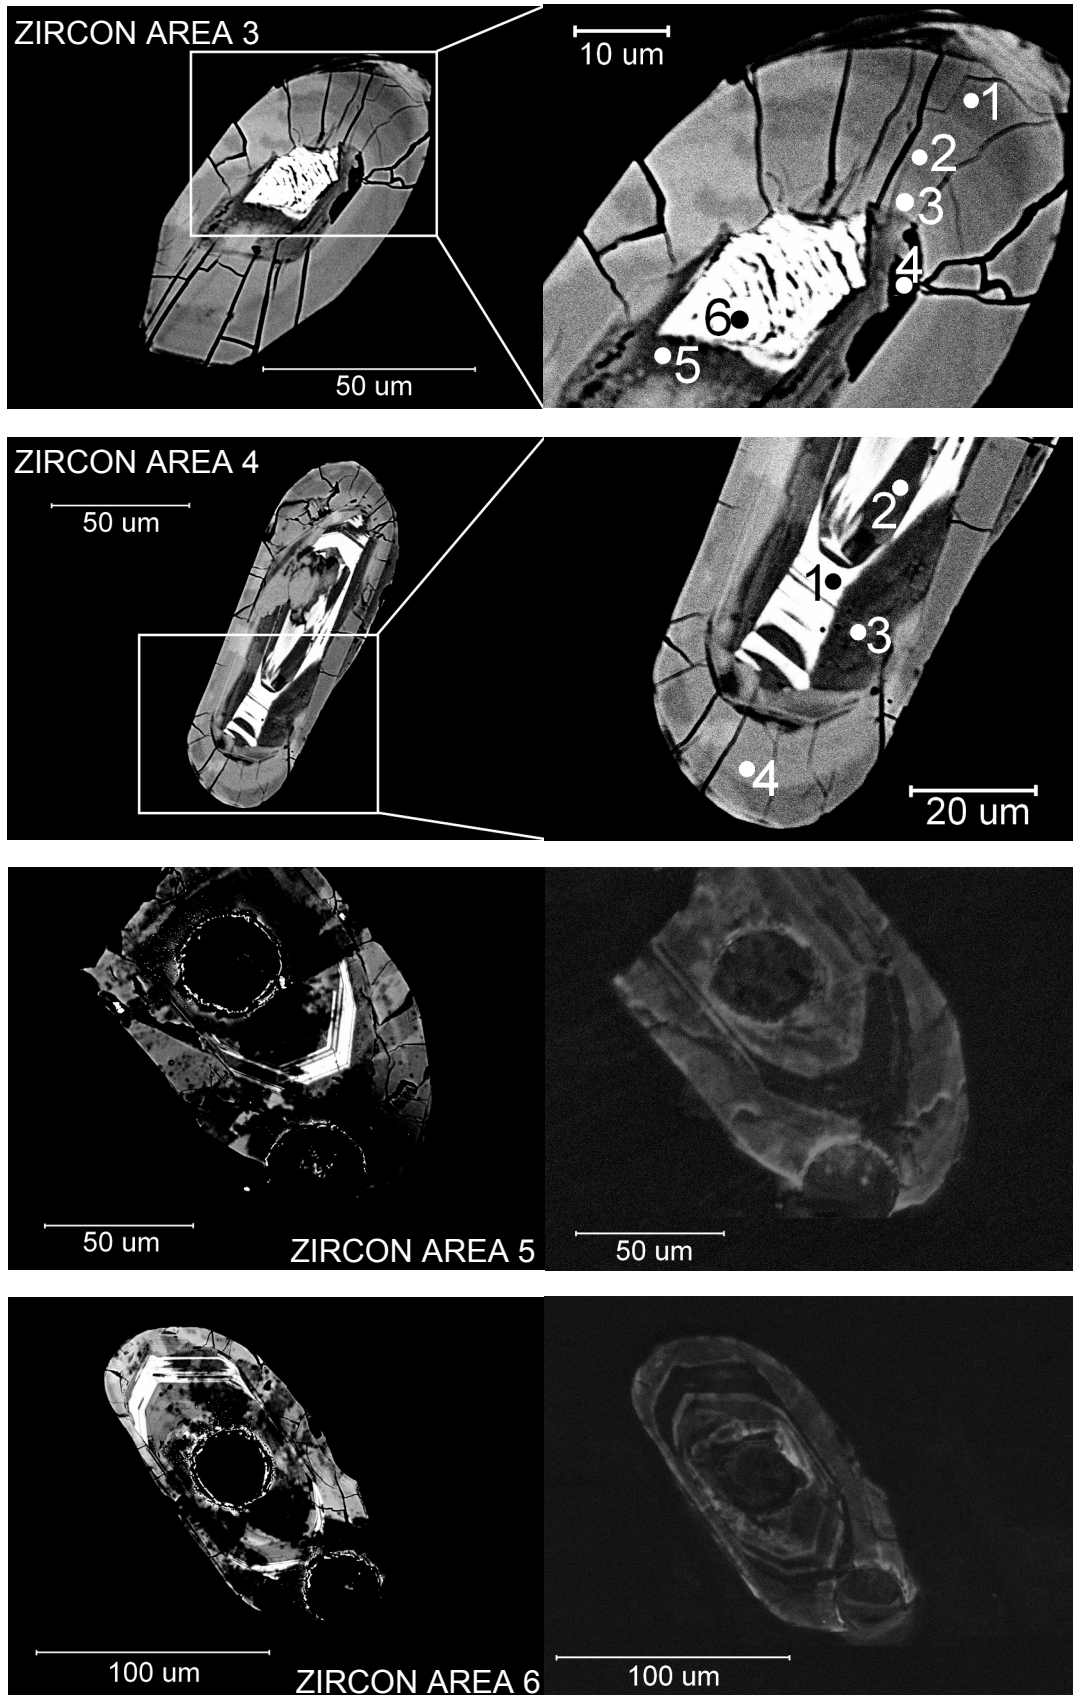 ZIRCON AREA 3
50 um
10 um
1
2
3
4
6
5
ZIRCON AREA 4
50 um
2
1
3
4
20 um
50 um
ZIRCON AREA 5
50 um
100 um
ZIRCON AREA 6
100 um